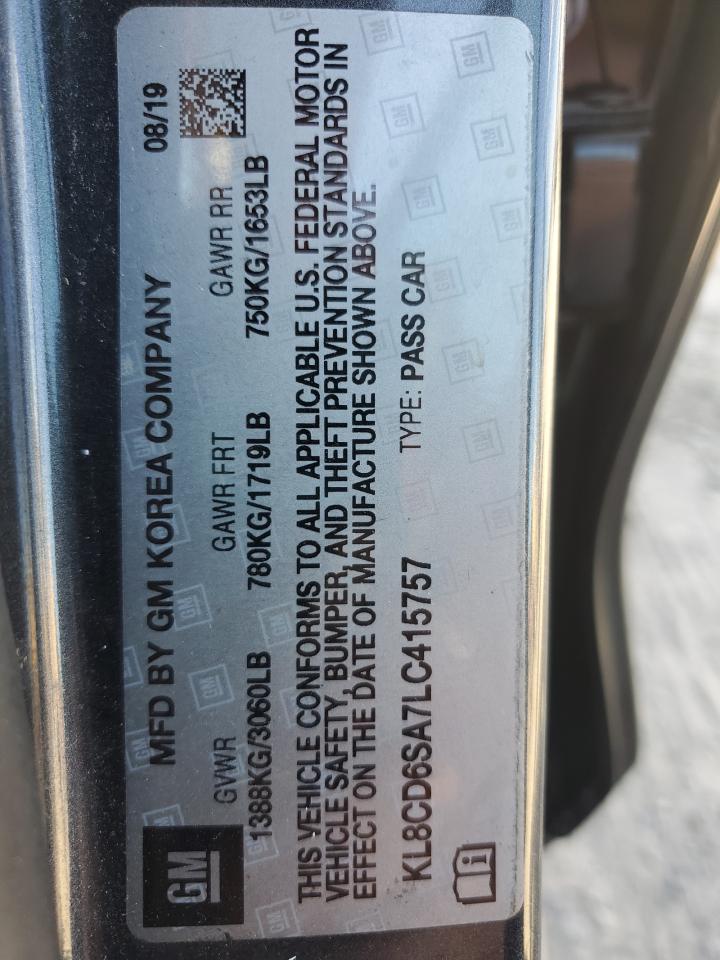 GM
MFD BY GM KOREA COMPANY 08/19
GVWR GAWR FRT GAWR RR
1388KG/3060LB 780KG/1719LB 750KG/1653LB
THIS VEHICLE CONFORMS TO ALL APPLICABLE U.S. FEDERAL MOTOR
VEHICLE SAFETY, BUMPER, AND THEFT PREVENTION STANDARDS IN
EFFECT ON THE DATE OF MANUFACTURE SHOWN ABOVE.
KL8CD6SA7LC415757 TYPE: PASS CAR